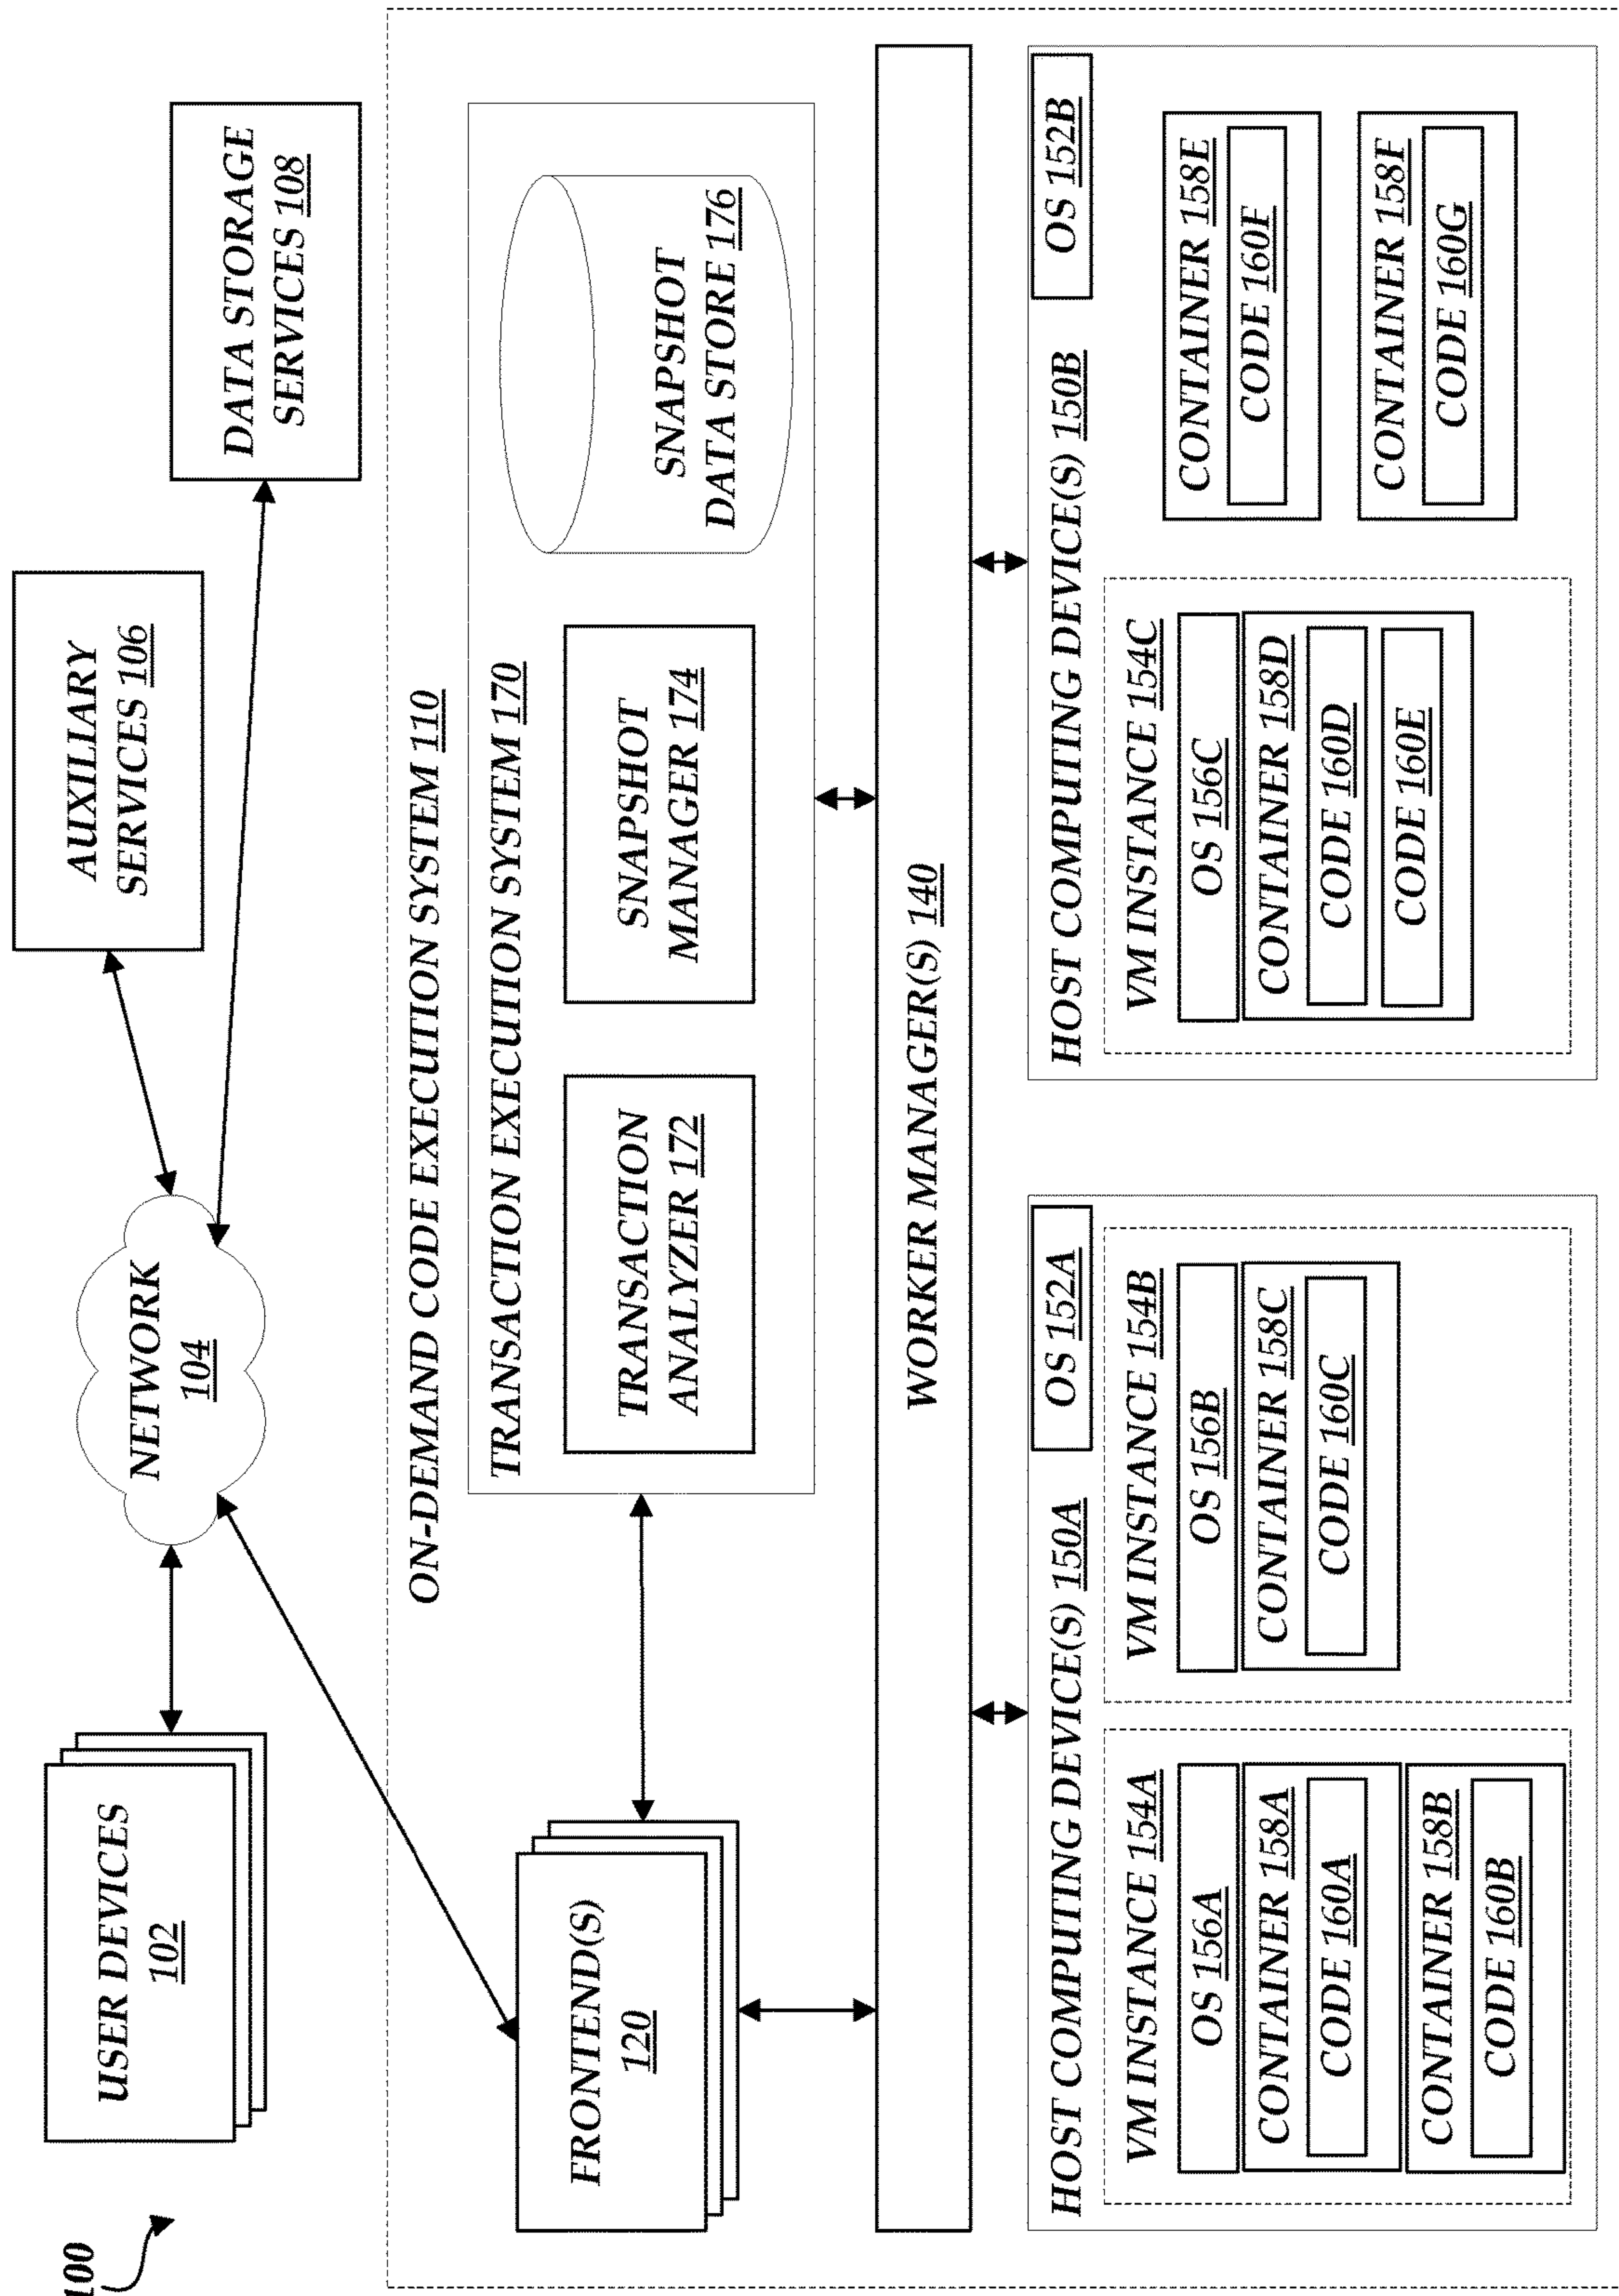 100
USER DEVICES
102
NETWORK
104
AUXILIARY
SERVICES 106
DATA STORAGE
SERVICES 108
ON-DEMAND CODE EXECUTION SYSTEM 110
FRONTEND(S)
120
TRANSACTION EXECUTION SYSTEM 170
TRANSACTION
ANALYZER 172
SNAPSHOT
MANAGER 174
SNAPSHOT
DATA STORE 176
WORKER MANAGER(S) 140
HOST COMPUTING DEVICE(S) 150A
OS 152A
VM INSTANCE 154A
OS 156A
CONTAINER 158A
CODE 160A
CONTAINER 158B
CODE 160B
VM INSTANCE 154B
OS 156B
CONTAINER 158C
CODE 160C
HOST COMPUTING DEVICE(S) 150B
OS 152B
VM INSTANCE 154C
OS 156C
CONTAINER 158D
CODE 160D
CODE 160E
CONTAINER 158E
CODE 160F
CONTAINER 158F
CODE 160G